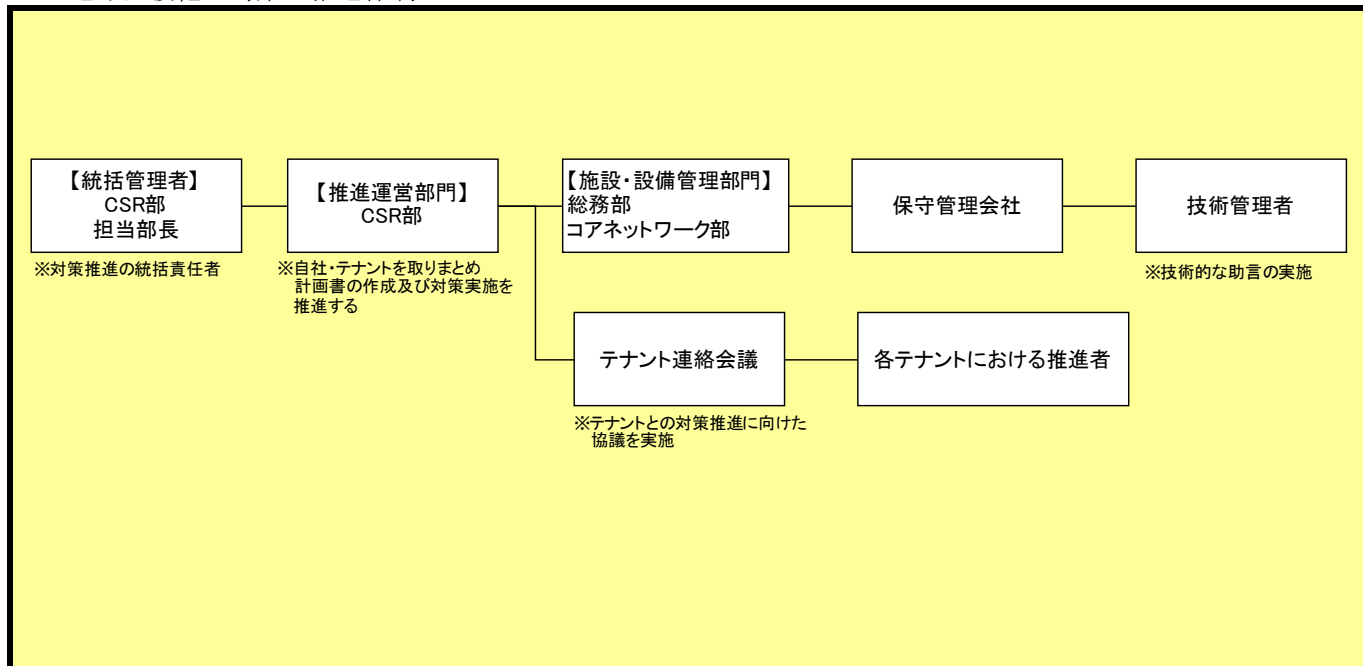 【統括管理者】
CSR部
担当部長
※対策推進の統括責任者
【推進運営部門】
CSR部
※自社・テナントを取りまとめ
計画書の作成及び対策実施を
推進する
【施設・設備管理部門】
総務部
コアネットワーク部
保守管理会社
技術管理者
※技術的な助言の実施
テナント連絡会議
※テナントとの対策推進に向けた
協議を実施
各テナントにおける推進者